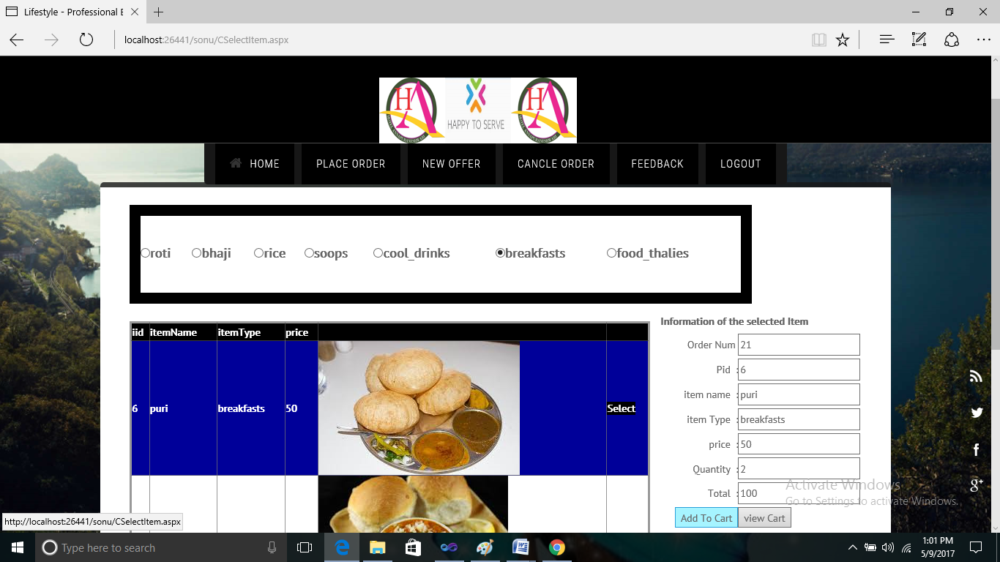 Lifestyle - Professional E
localhost:26441/sonu/CSelectItem.aspx
HA HAPPY TO SERVE HA
HOME PLACE ORDER NEW OFFER CANCLE ORDER FEEDBACK LOGOUT
roti bhaji rice soops cool_drinks breakfasts food_thalies
Information of the selected Item
iid itemName itemType price
Order Num 21
Pid : 6
item name : puri
6 puri breakfasts 50 Select
item Type : breakfasts
price : 50
Quantity : 2
Total : 100
Activate Windows
Go to Settings to activate Windows.
Add To Cart view Cart
http://localhost:26441/sonu/CSelectItem.aspx
Type here to search
1:01 PM
5/9/2017